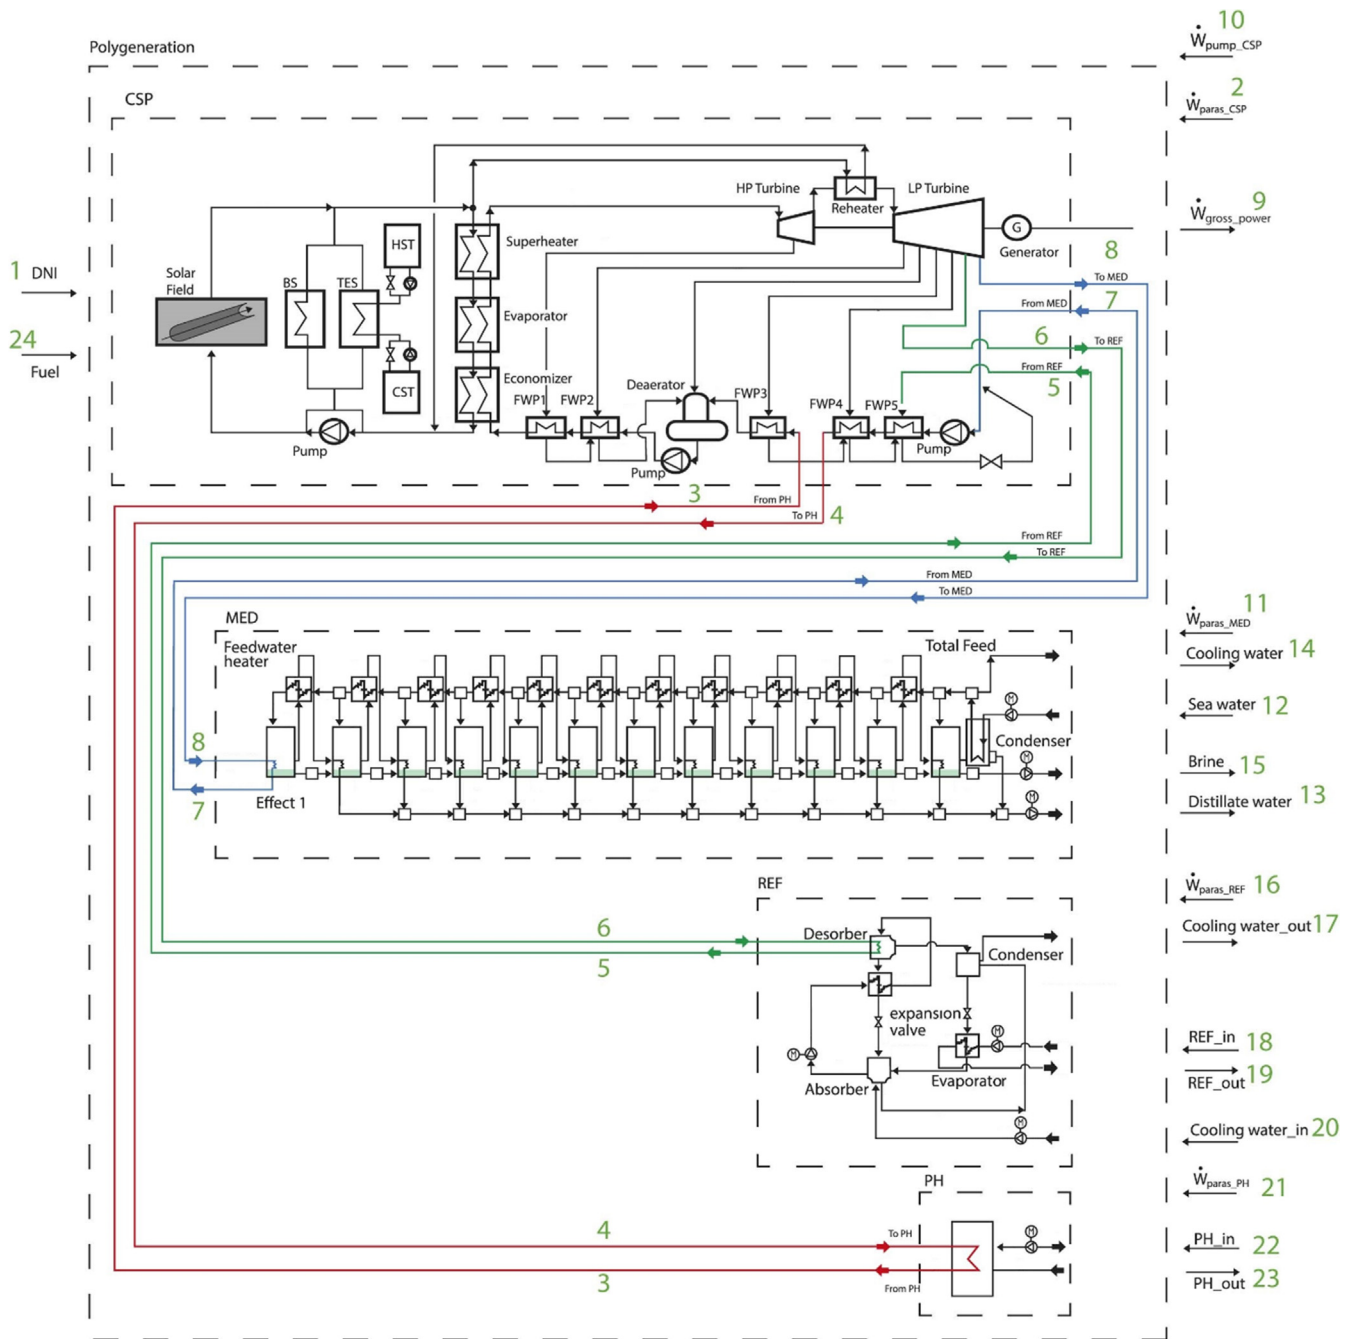 10
Ẇpump_CSP
Polygeneration
2
CSP
Ẇparas_CSP
HP Turbine
LP Turbine
9
Reheater
Ẇgross_power
HST
G
Superheater
Generator
8
1 DNI
Solar
Field
BS
TES
To MED
From MED
7
Evaporator
24
Fuel
6
To REF
From REF
5
CST
Economizer
Deaerator
FWP1
FWP2
FWP3
FWP4
FWP5
Pump
Pump
Pump
3
From PH
To PH
4
From REF
To REF
From MED
To MED
11
Ẇparas_MED
MED
Feedwater
heater
Total Feed
Cooling water 14
M
Sea water 12
8
Condenser
M
Brine 15
7
Effect 1
M
Distillate water 13
REF
Ẇparas_REF 16
6
Desorber
Cooling water_out 17
5
Condenser
expansion
valve
M
M
REF_in 18
Absorber
Evaporator
REF_out 19
M
Cooling water_in 20
PH
Ẇparas_PH 21
4
To PH
M
PH_in 22
3
From PH
PH_out 23